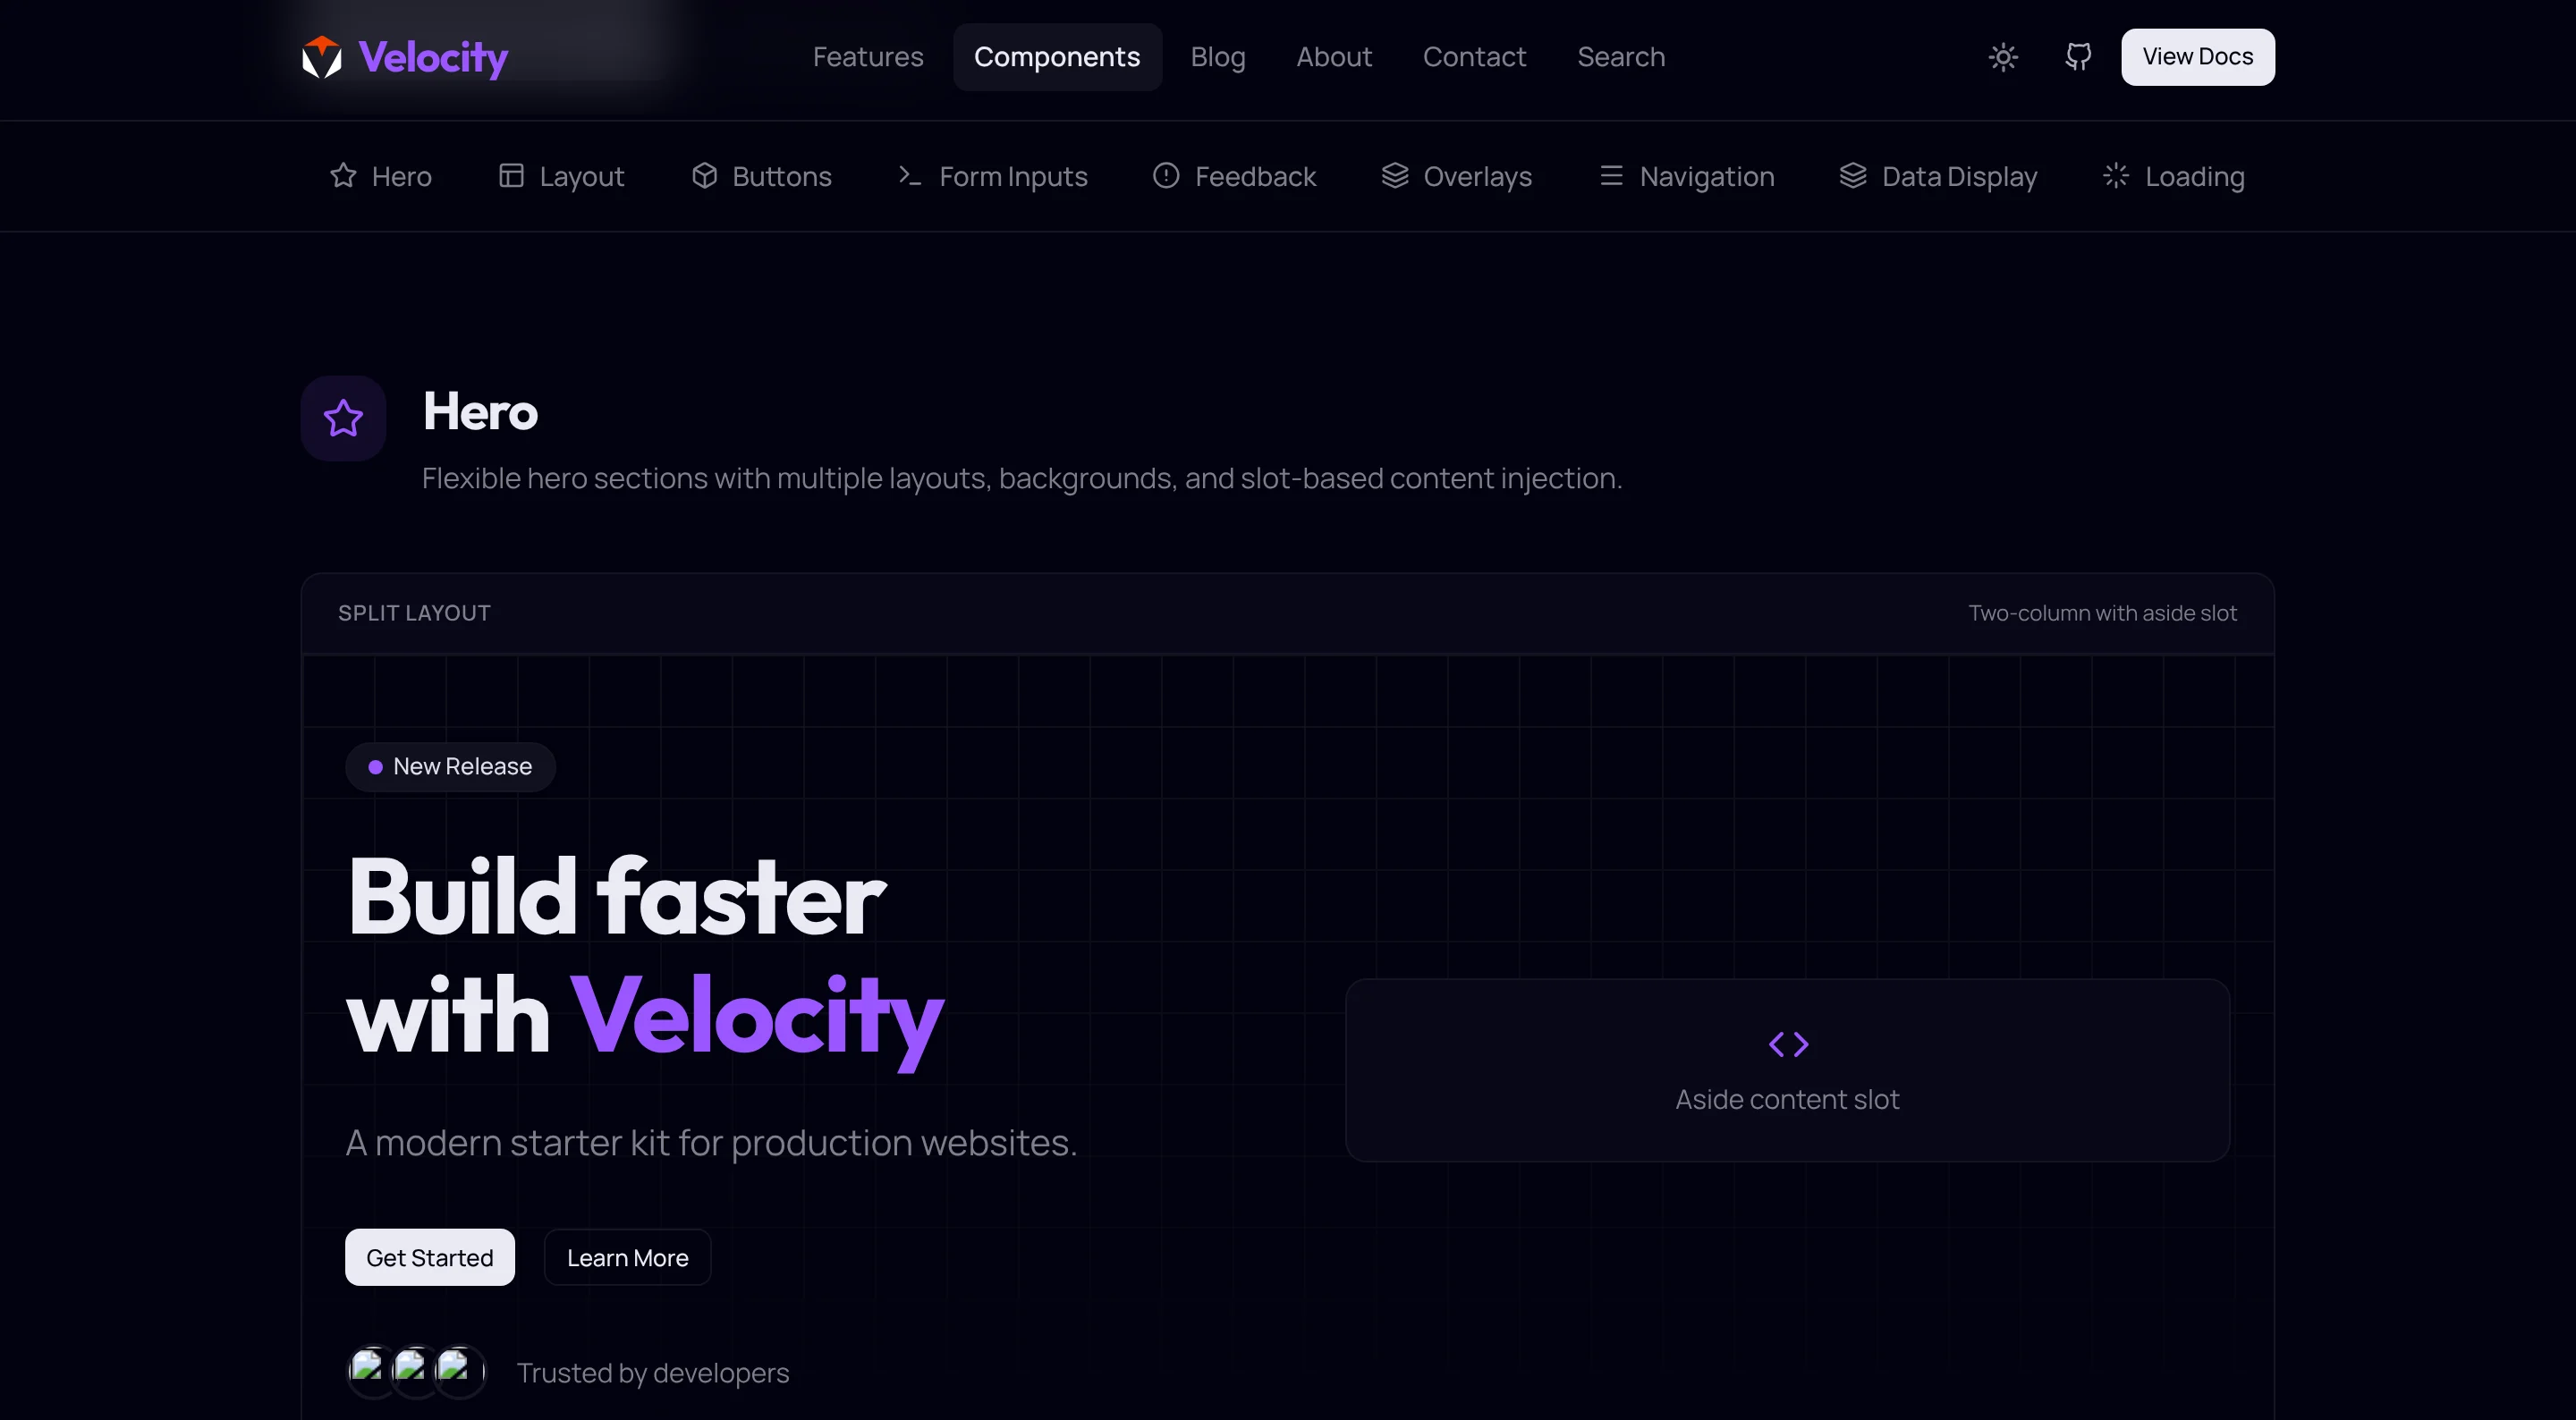 Velocity
Features
Components
Blog
About
Contact
Search
View Docs
Hero
Layout
Buttons
Form Inputs
Feedback
Overlays
Navigation
Data Display
Loading
Hero
Flexible hero sections with multiple layouts, backgrounds, and slot-based content injection.
SPLIT LAYOUT
Two-column with aside slot
New Release
Build faster
with Velocity
A modern starter kit for production websites.
Get Started
Learn More
Trusted by developers
Aside content slot